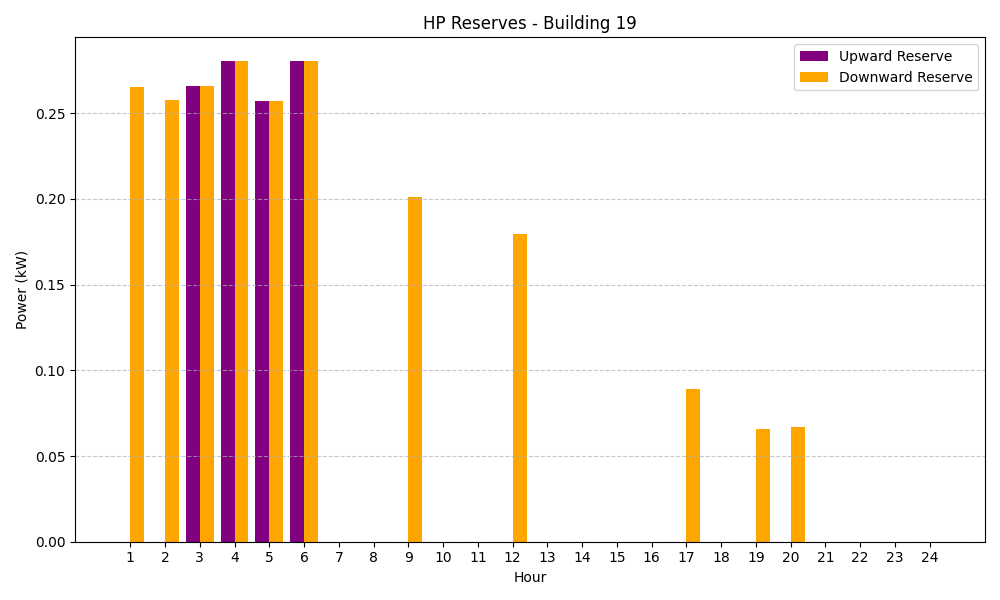 HP Reserves - Building 19
Upward Reserve
Downward Reserve
Power (kW)
0.25
0.20
0.15
0.10
0.05
0.00
1 2 3 4 5 6 7 8 9 10 11 12 13 14 15 16 17 18 19 20 21 22 23 24
Hour